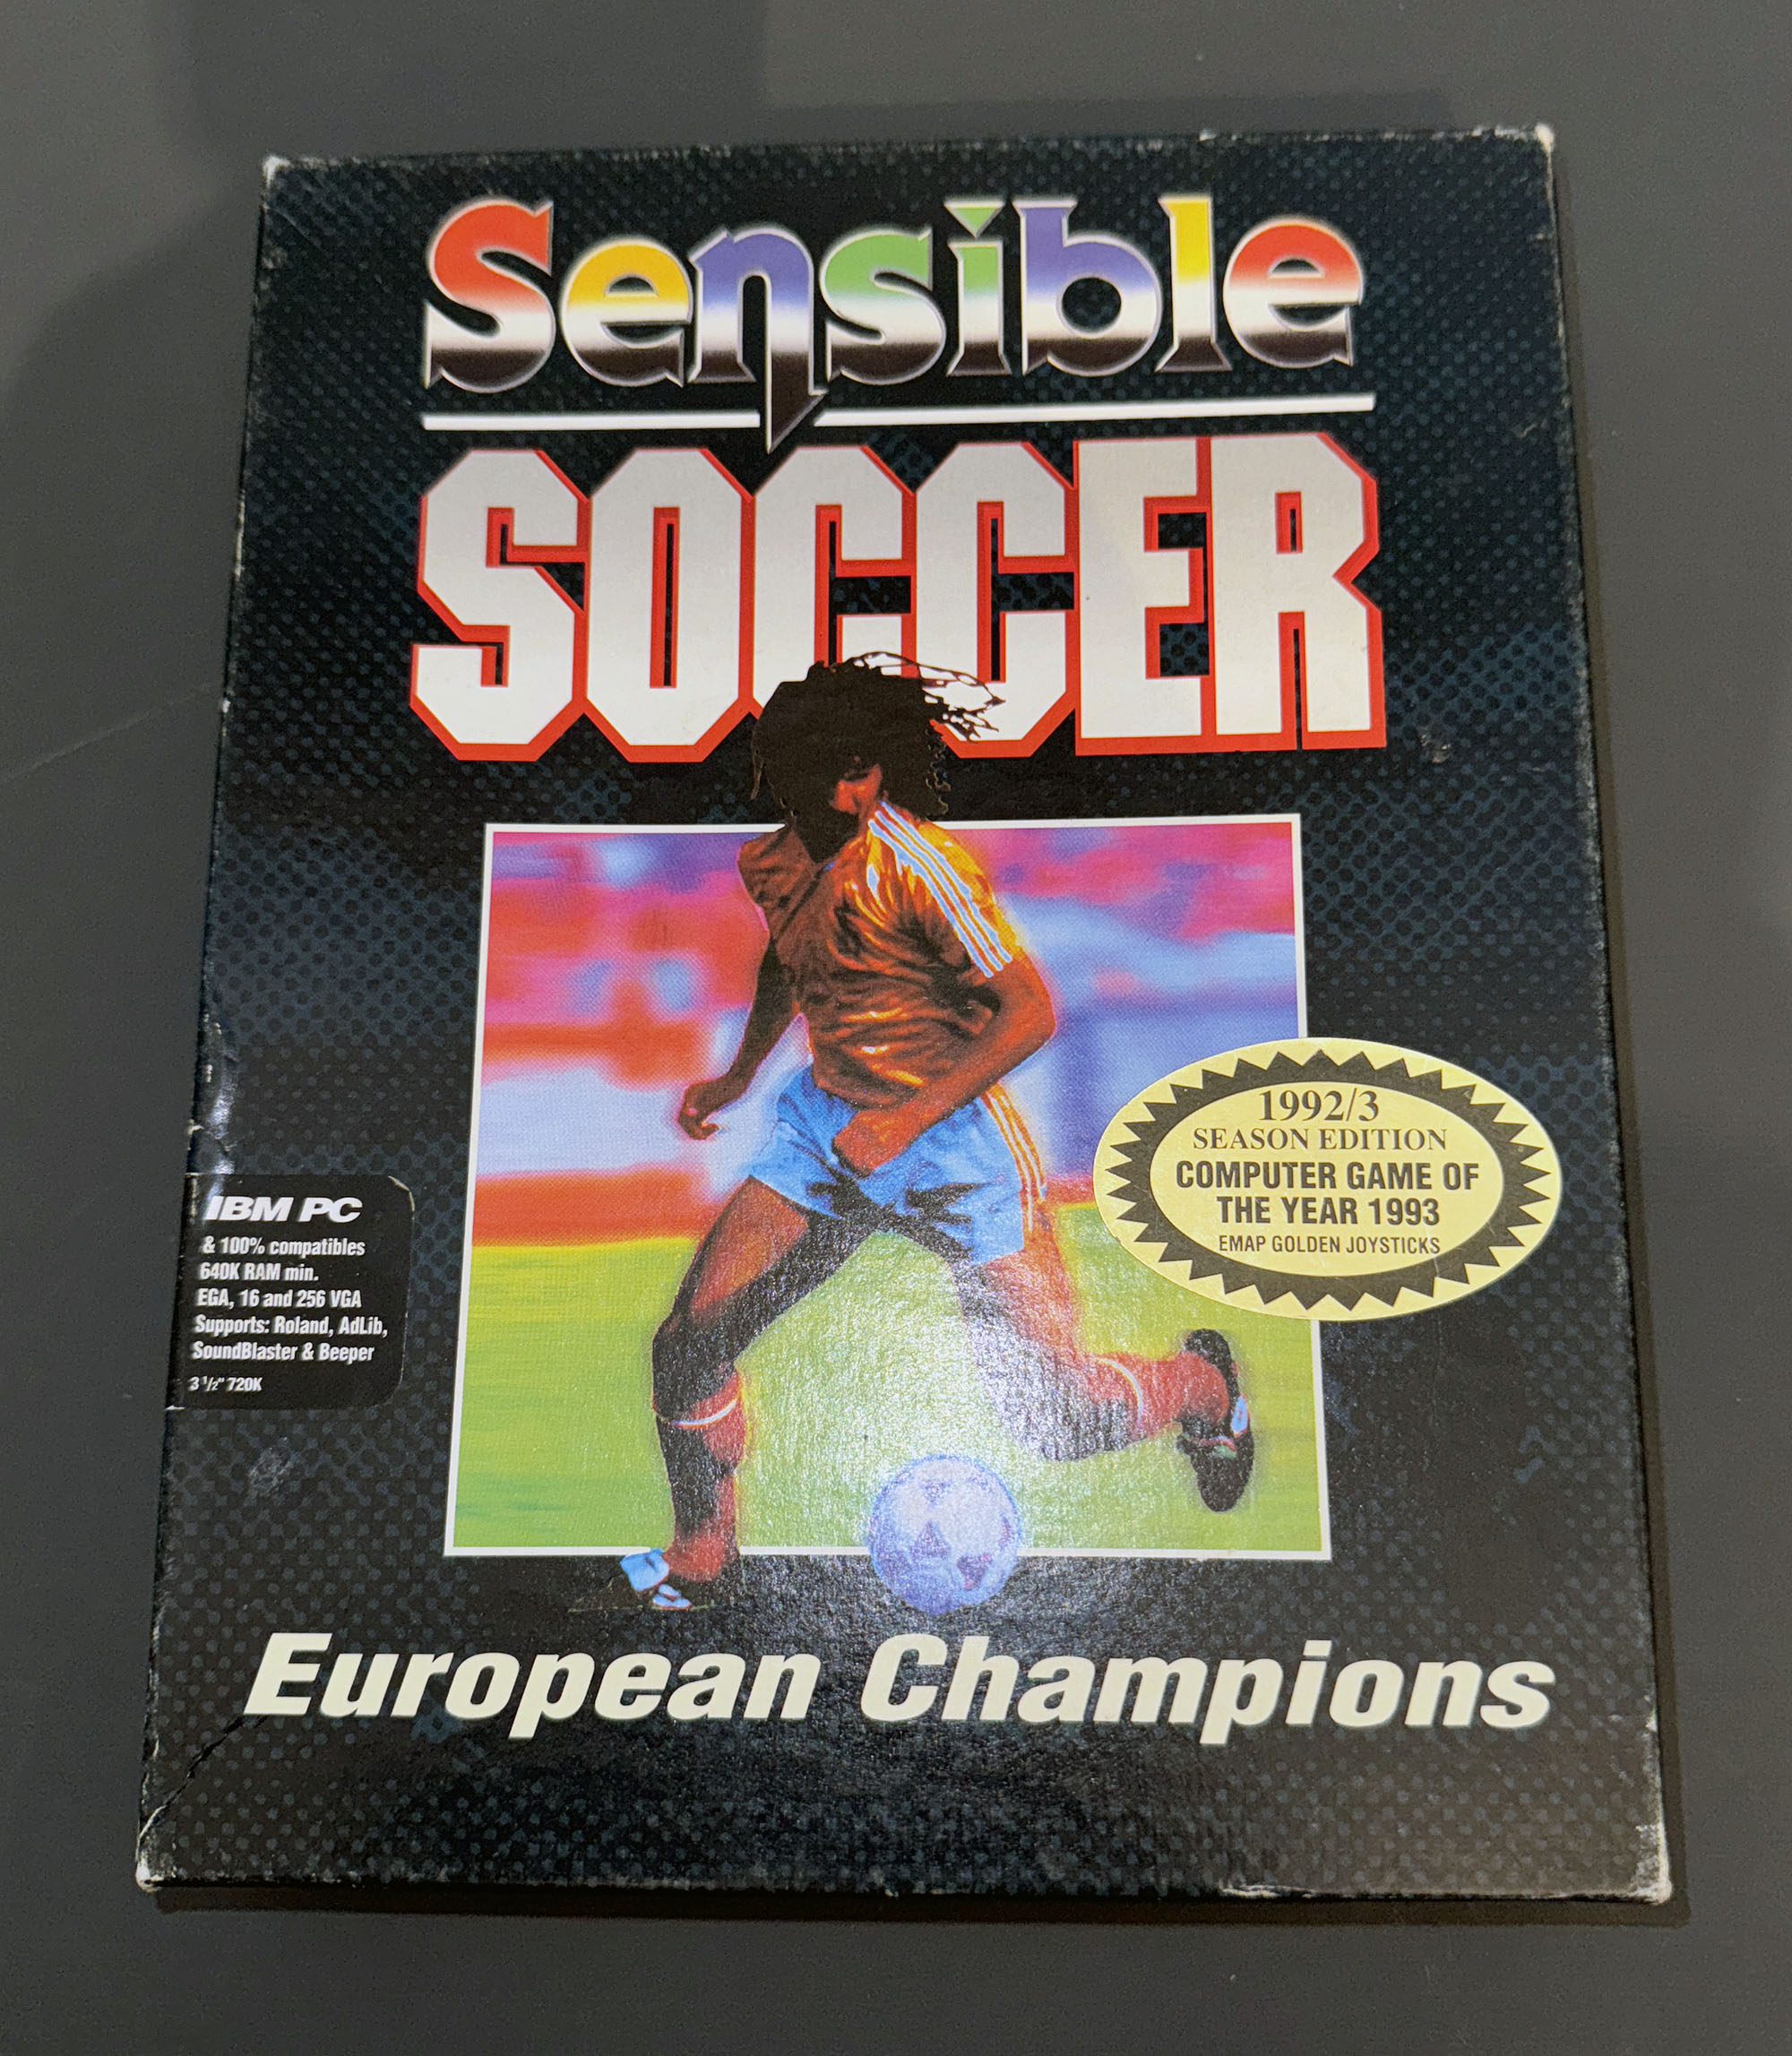 Sensible
SOCCER
1992/3
SEASON EDITION
COMPUTER GAME OF
THE YEAR 1993
EMAP GOLDEN JOYSTICKS
IBM PC
& 100% compatibles
640K RAM min.
EGA, 16 and 256 VGA
Supports: Roland, AdLib,
SoundBlaster & Beeper
3 1/2" 720K
European Champions